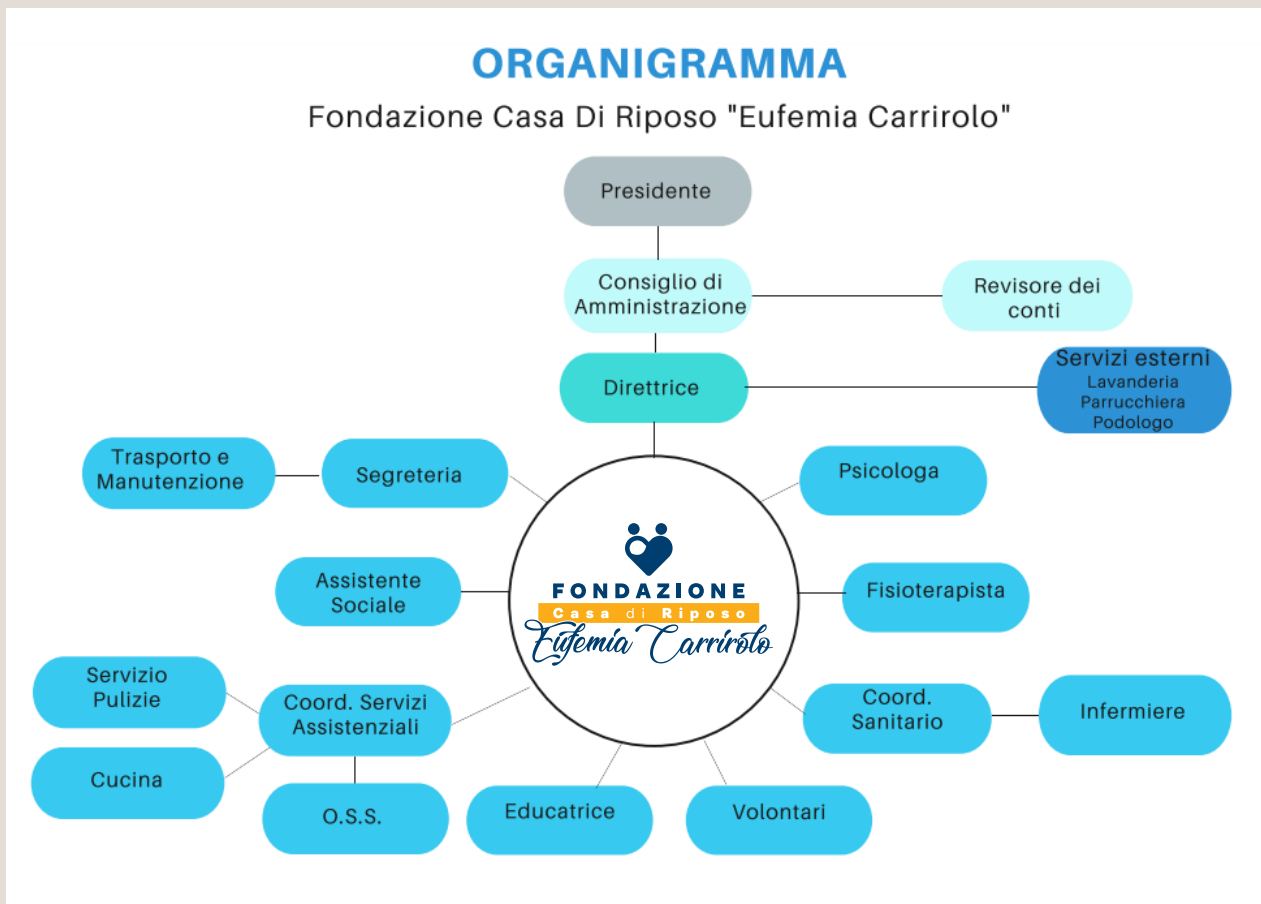 ORGANIGRAMMA
Fondazione Casa Di Riposo "Eufemia Carrirolo"
Presidente
Consiglio di
Amministrazione
Revisore dei
conti
Direttrice
Servizi esterni
Lavanderia
Parrucchiera
Podologo
Trasporto e
Manutenzione
Segreteria
Psicologa
Assistente
Sociale
FONDAZIONE
Casa di Riposo
Eufemia Carrirolo
Fisioterapista
Servizio
Pulizie
Coord. Servizi
Assistenziali
Coord.
Sanitario
Infermiere
Cucina
O.S.S.
Educatrice
Volontari